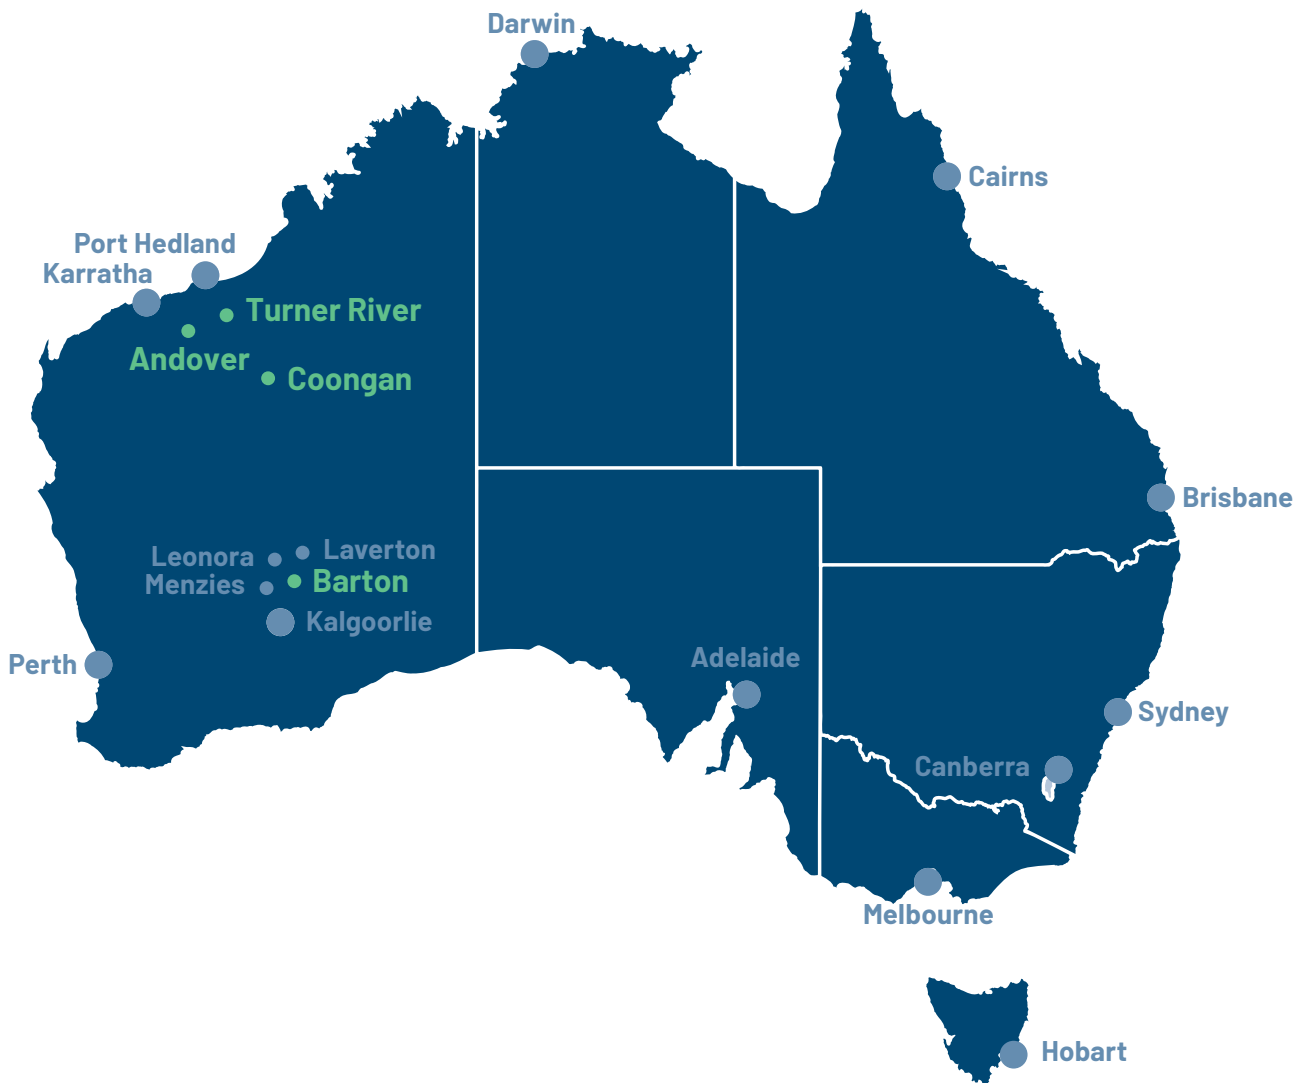 Darwin
Cairns
Port Hedland
Karratha
Turner River
Andover
Coongan
Brisbane
Leonora
Laverton
Menzies
Barton
Kalgoorlie
Perth
Adelaide
Sydney
Canberra
Melbourne
Hobart